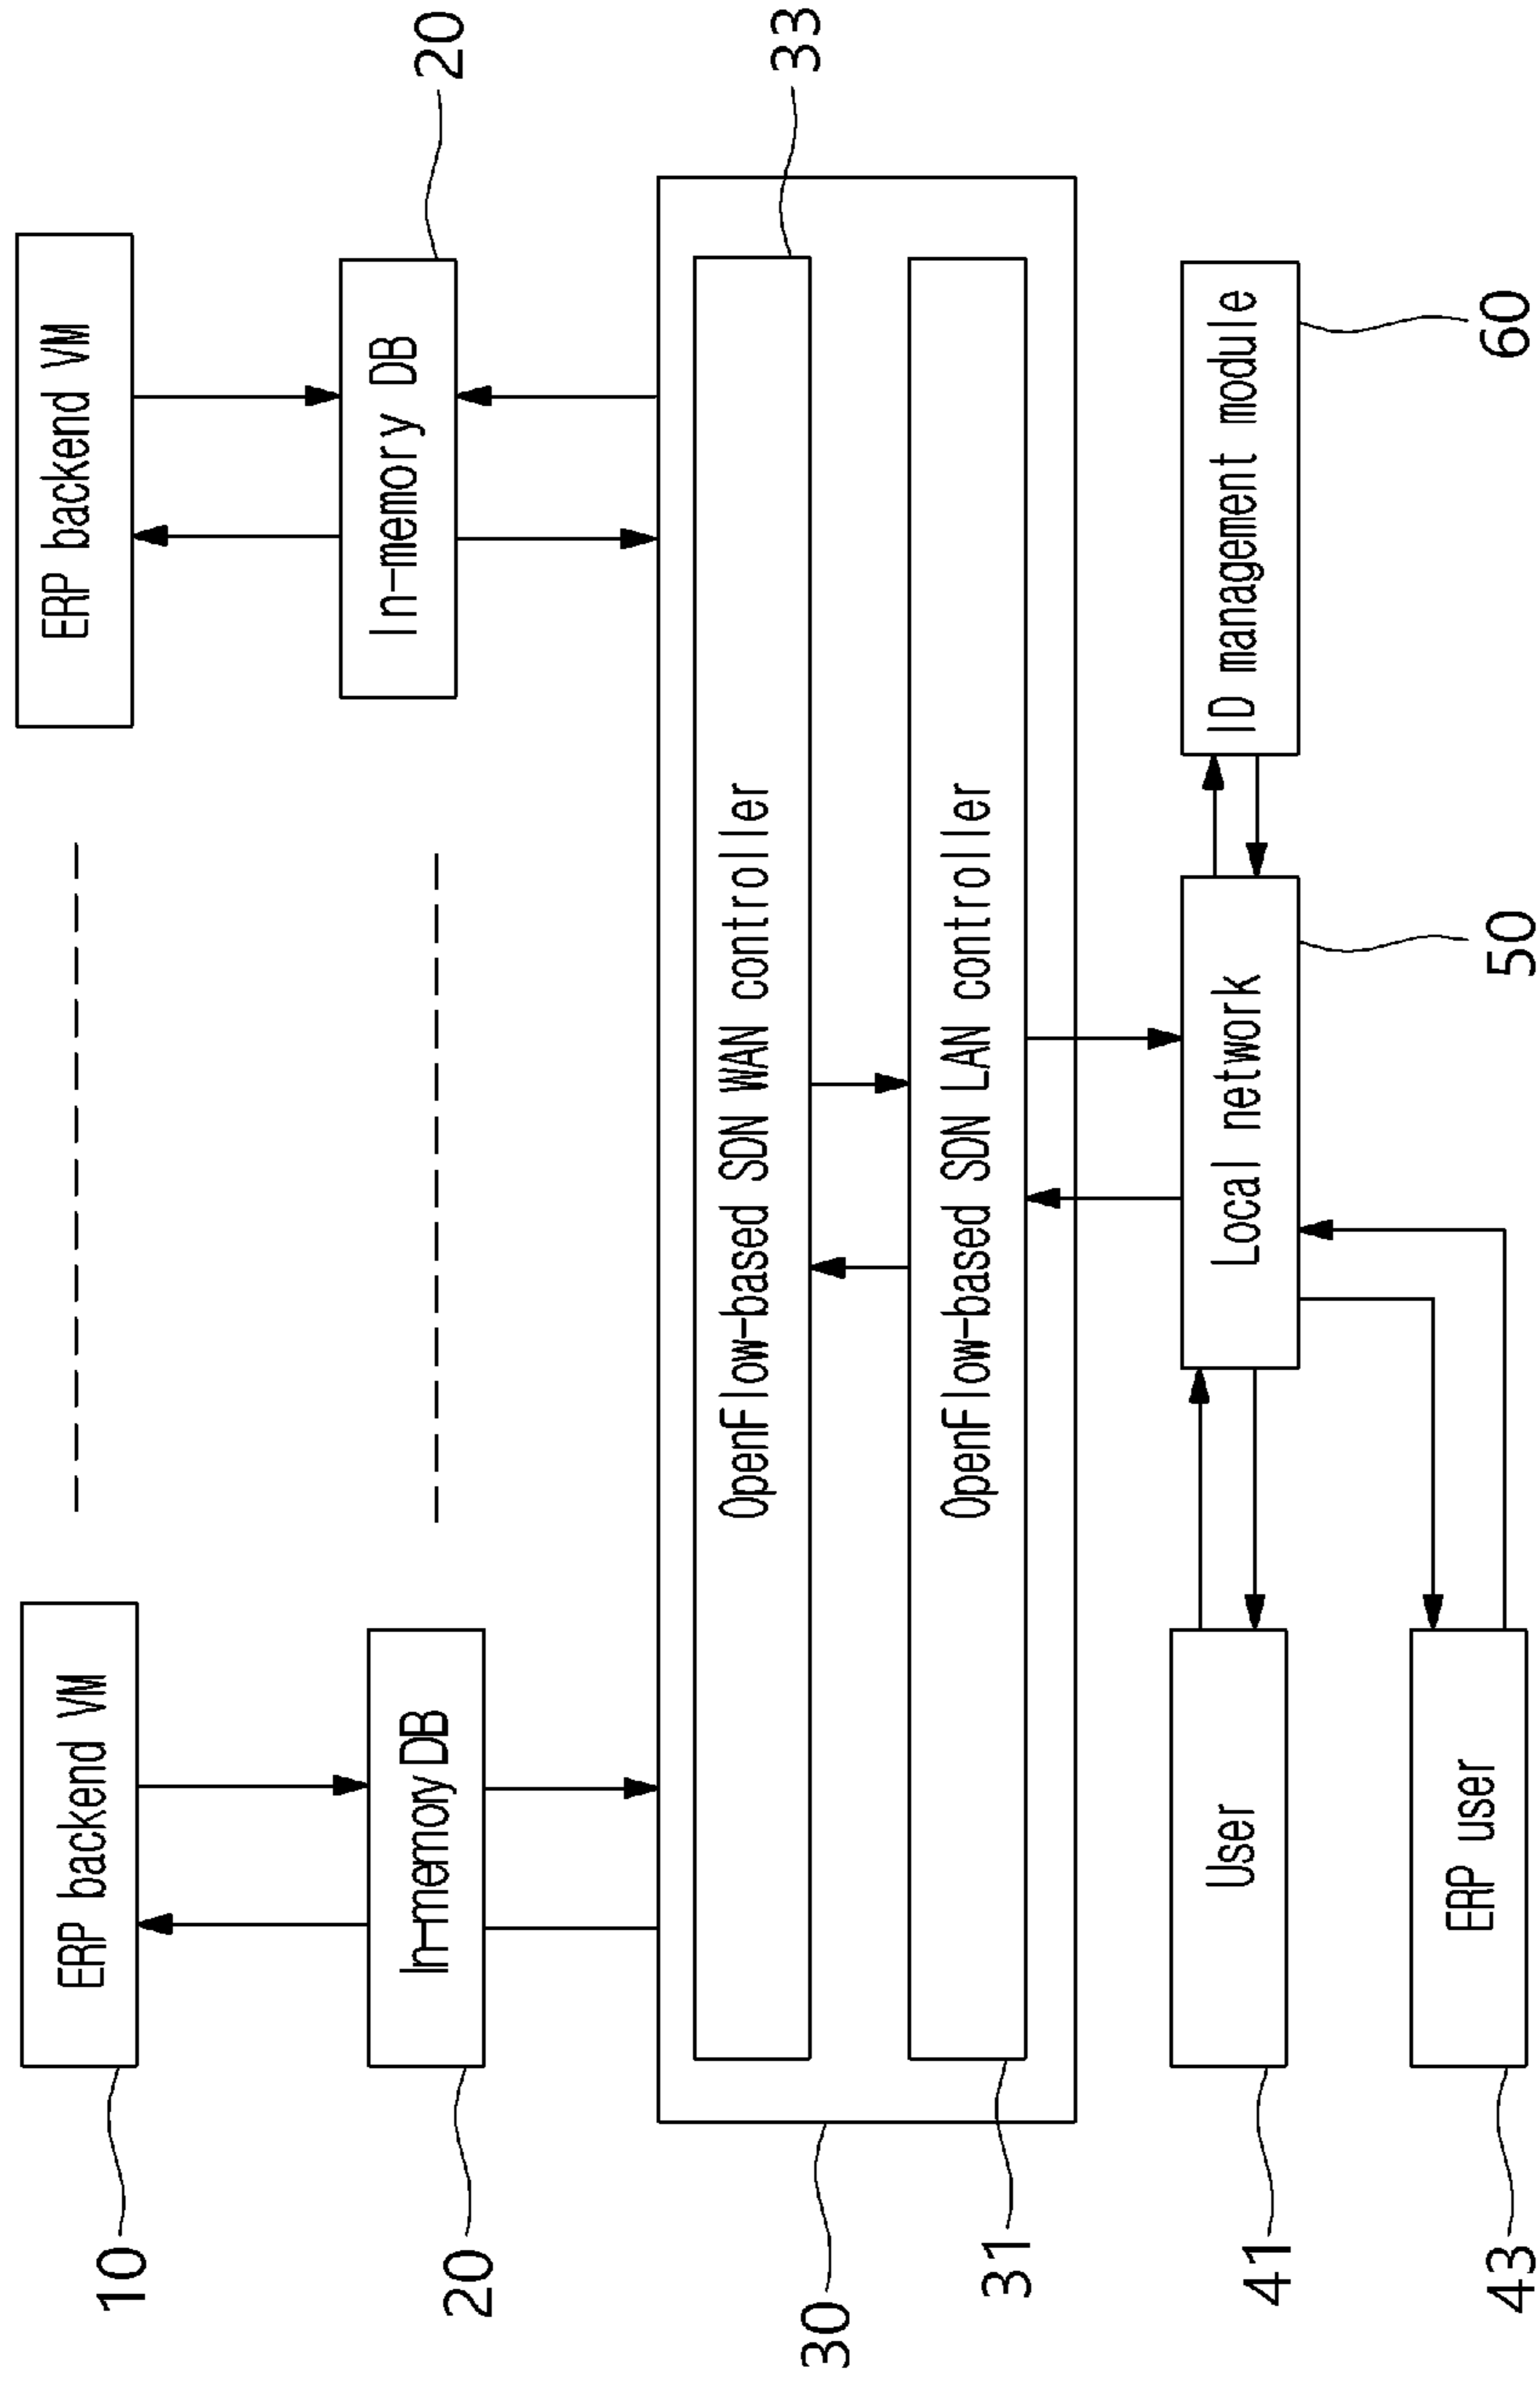 ERP backend VM
ERP backend VM
10
20
In-memory DB
In-memory DB
20
33
OpenFlow-based SDN WAN controller
30
OpenFlow-based SDN LAN controller
31
User
Local network
ID management module
41
50
60
ERP user
43